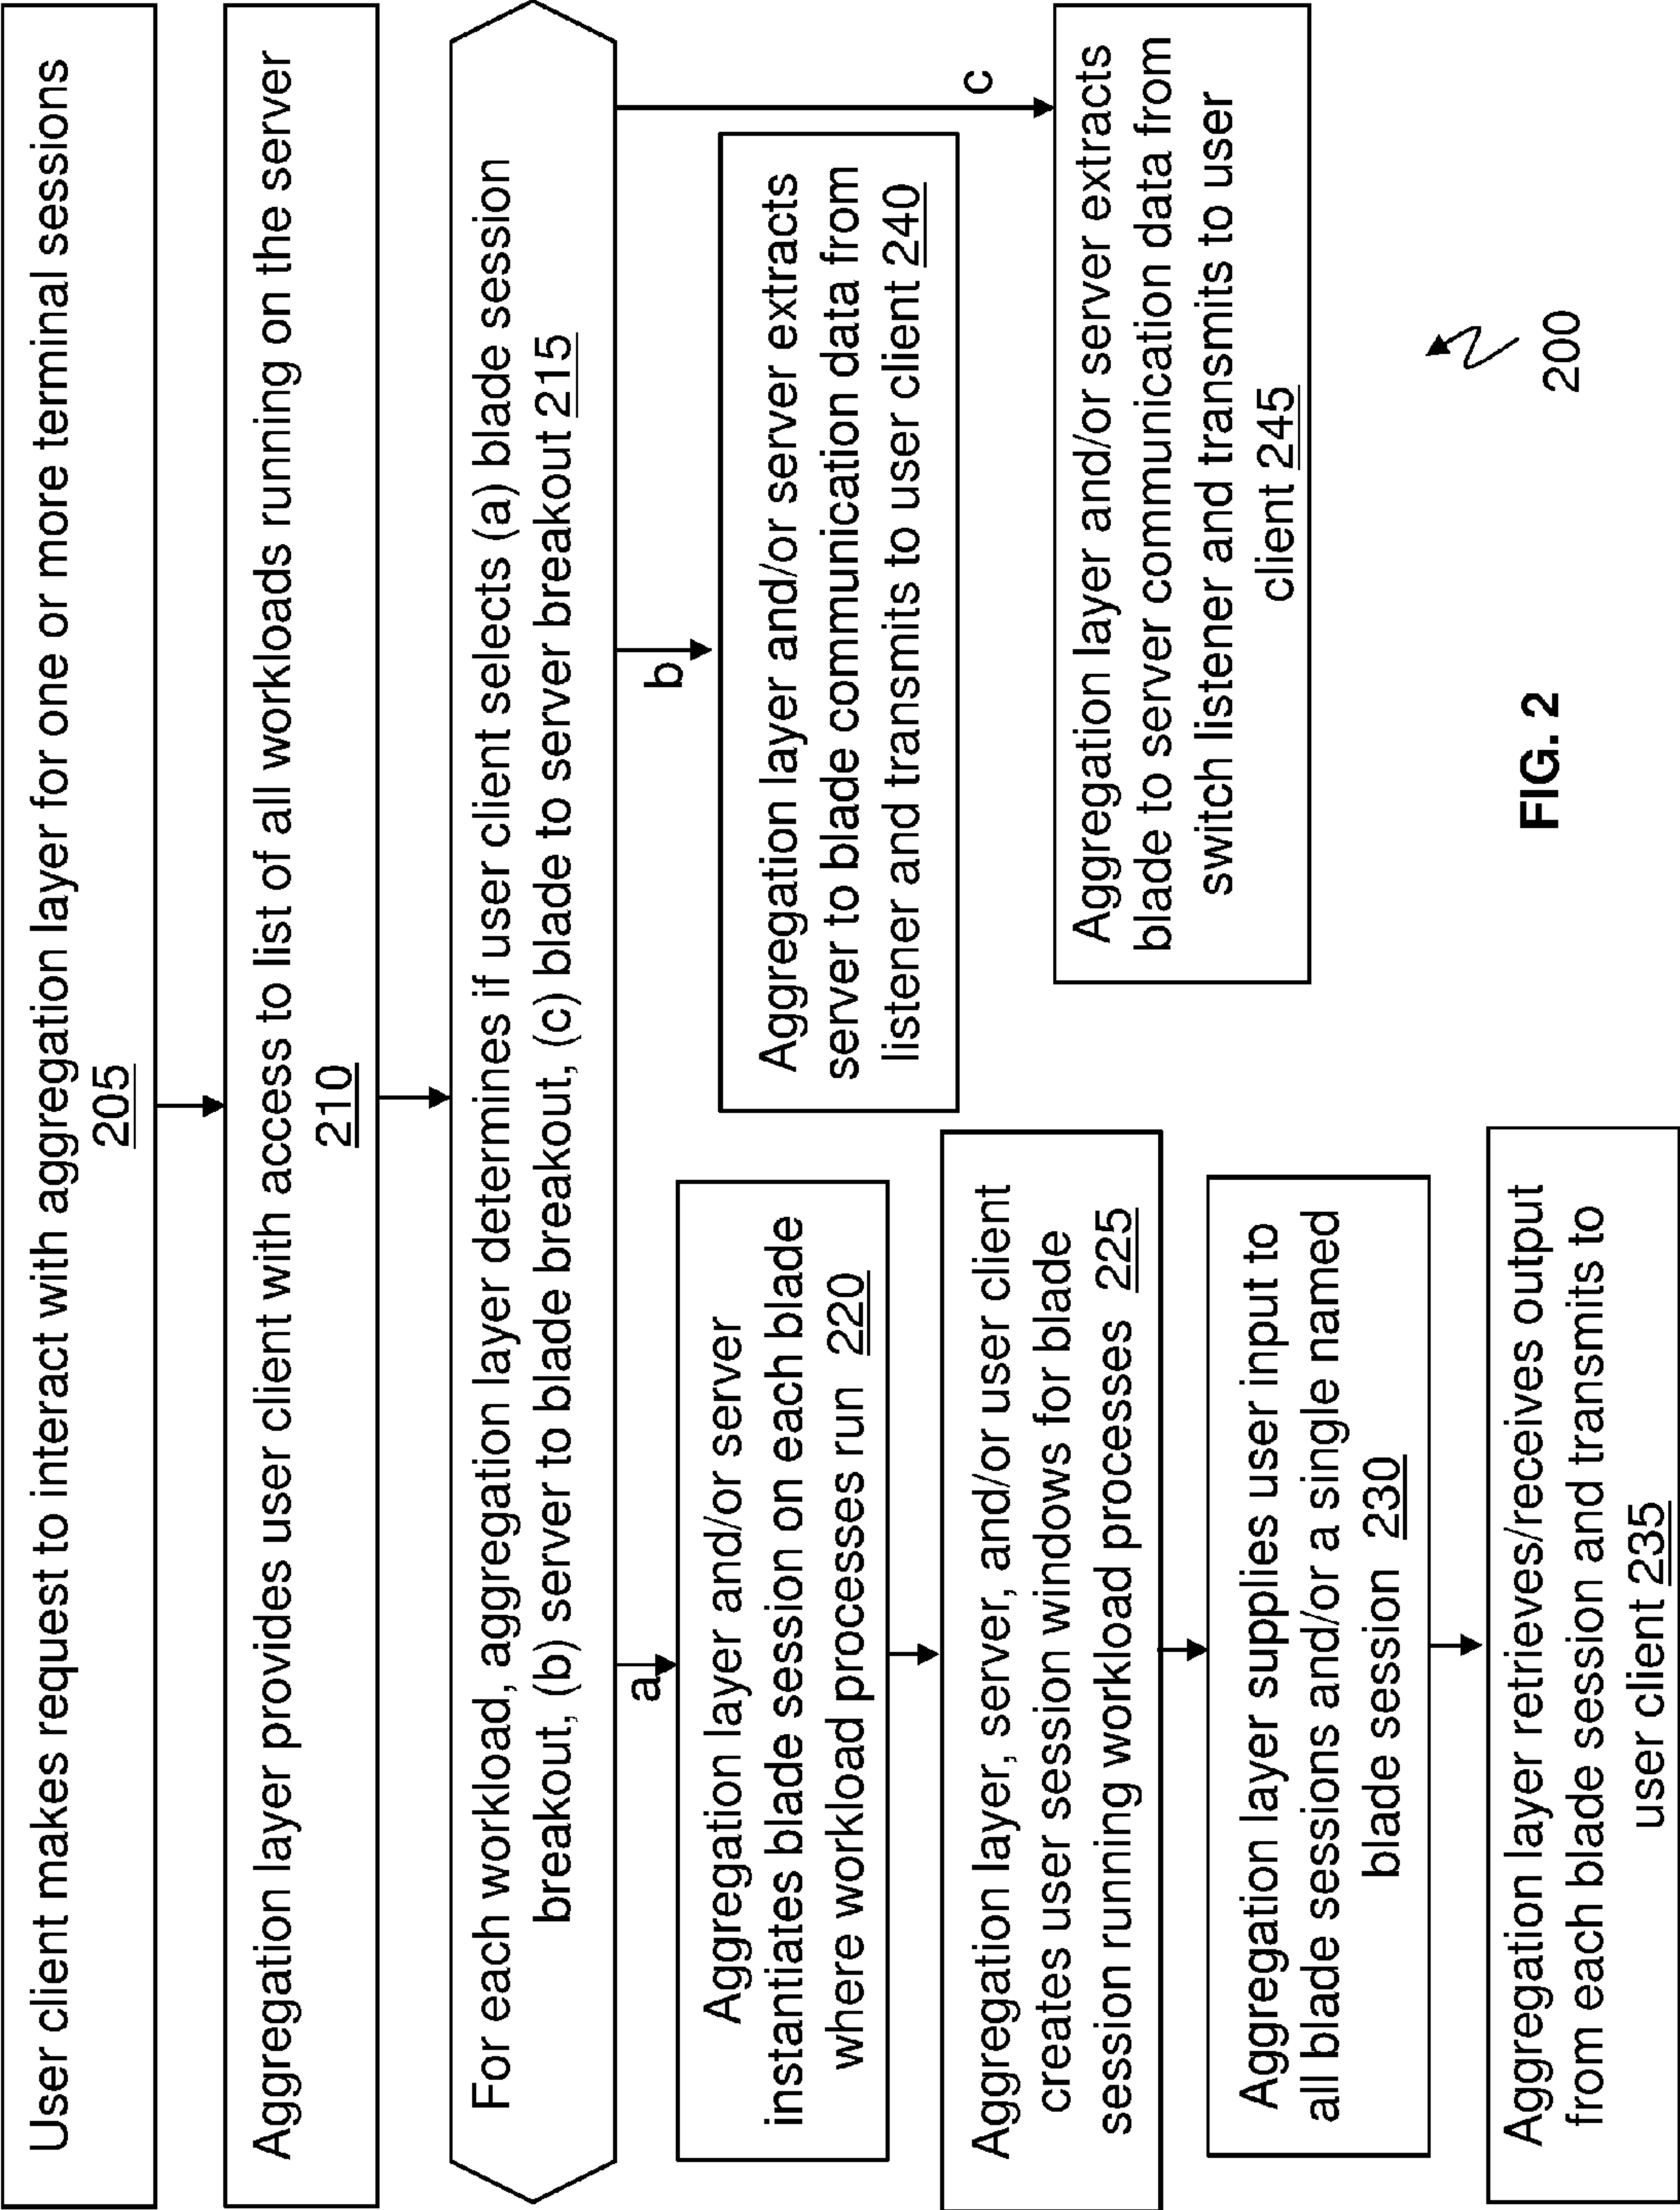 User client makes request to interact with aggregation layer for one or more terminal sessions
205
Aggregation layer provides user client with access to list of all workloads running on the server
210
For each workload, aggregation layer determines if user client selects (a) blade session
breakout, (b) server to blade breakout, (c) blade to server breakout 215
a
Aggregation layer and/or server
instantiates blade session on each blade
where workload processes run 220
Aggregation layer, server, and/or user client
creates user session windows for blade
session running workload processes 225
Aggregation layer supplies user input to
all blade sessions and/or a single named
blade session 230
Aggregation layer retrieves/receives output
from each blade session and transmits to
user client 235
b
Aggregation layer and/or server extracts
server to blade communication data from
listener and transmits to user client 240
c
Aggregation layer and/or server extracts
blade to server communication data from
switch listener and transmits to user
client 245
200
FIG. 2